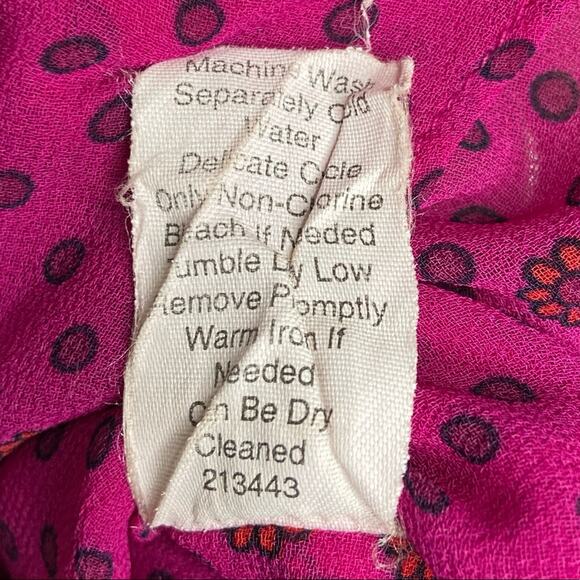 Machine Wash
Separately Cold
Water
Delicate Cycle
Only Non-Chlorine
Bleach If Needed
Tumble Dry Low
Remove Promptly
Warm Iron If
Needed
Can Be Dry
Cleaned
213443